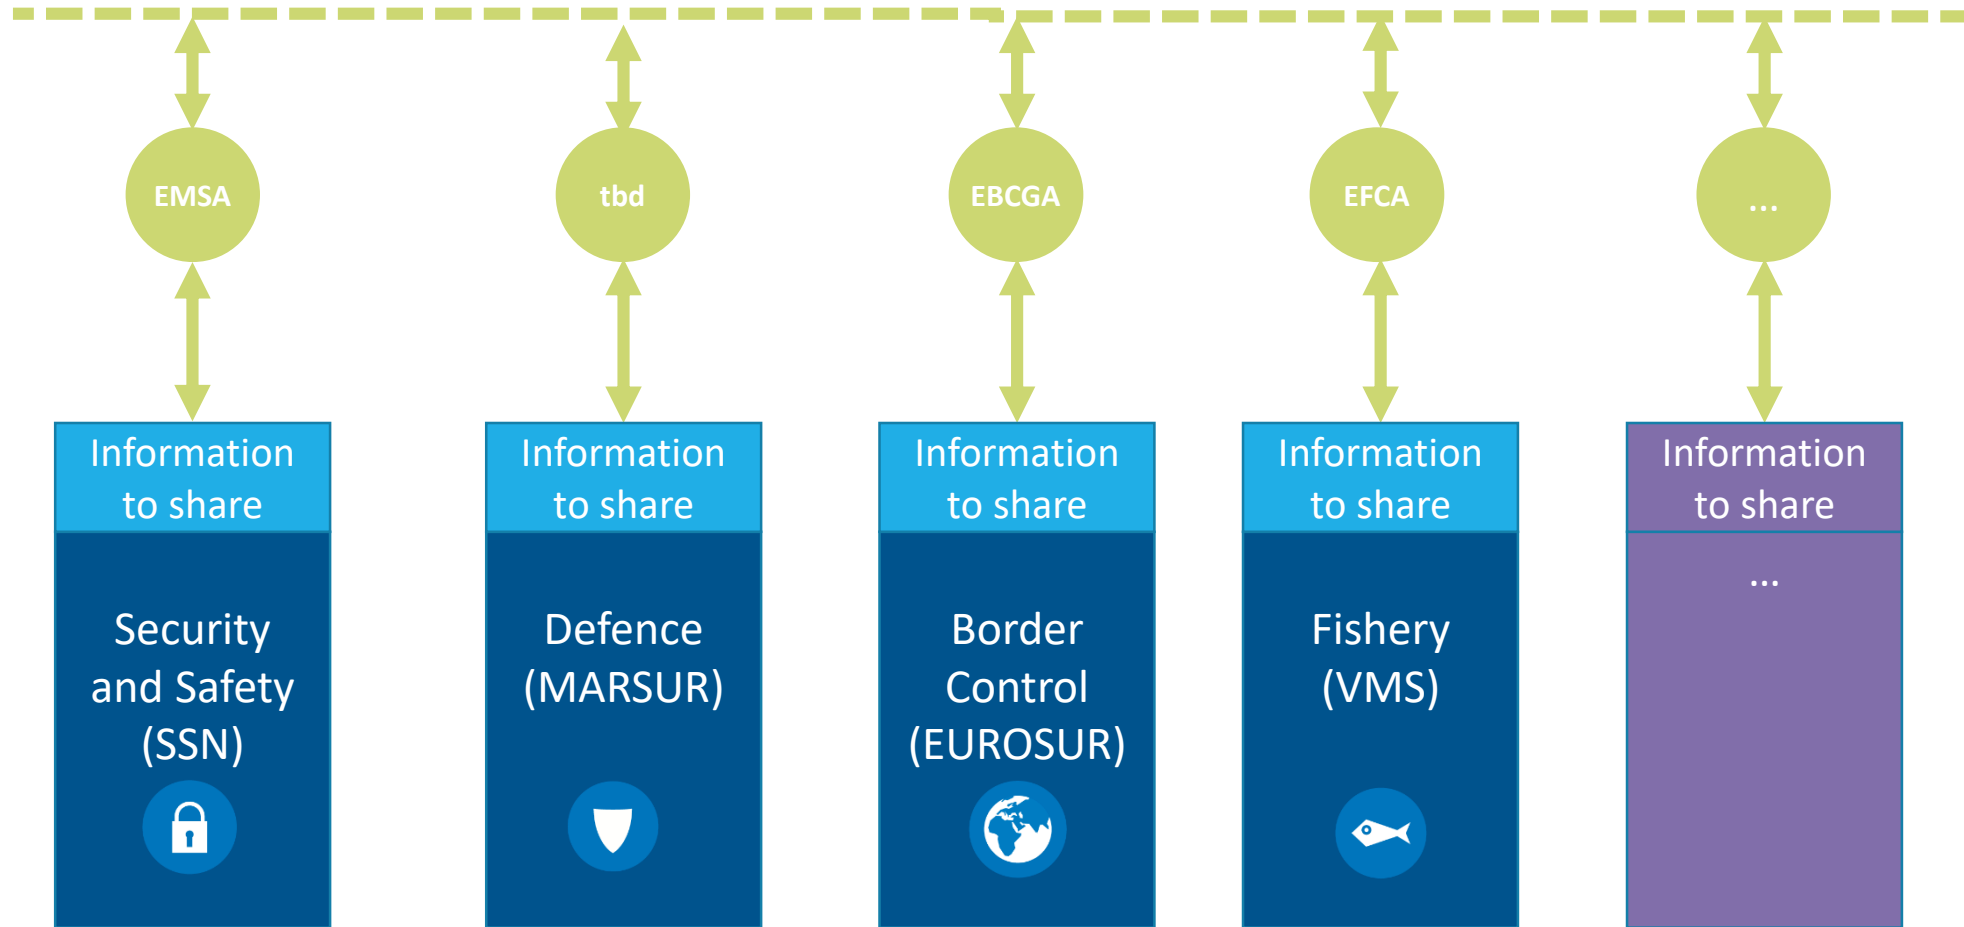 EMSA
tbd
EBCGA
EFCA
...
Information
to share
Information
to share
Information
to share
Information
to share
Information
to share
Security
and Safety
(SSN)
Defence
(MARSUR)
Border
Control
(EUROSUR)
Fishery
(VMS)
...